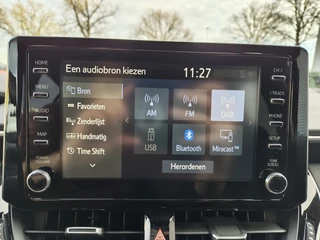 Een audiobron kiezen
11:27
HOME
MENU
AUDIO
MAP
POWER
VOLUME
Bron
Favorieten
Zenderlijst
Handmatig
Time Shift
AM
FM
DAB
USB
Bluetooth
Miracast™
Herordenen
CH >
< TRACK
PHONE
SETUP
TUNE
SCROLL